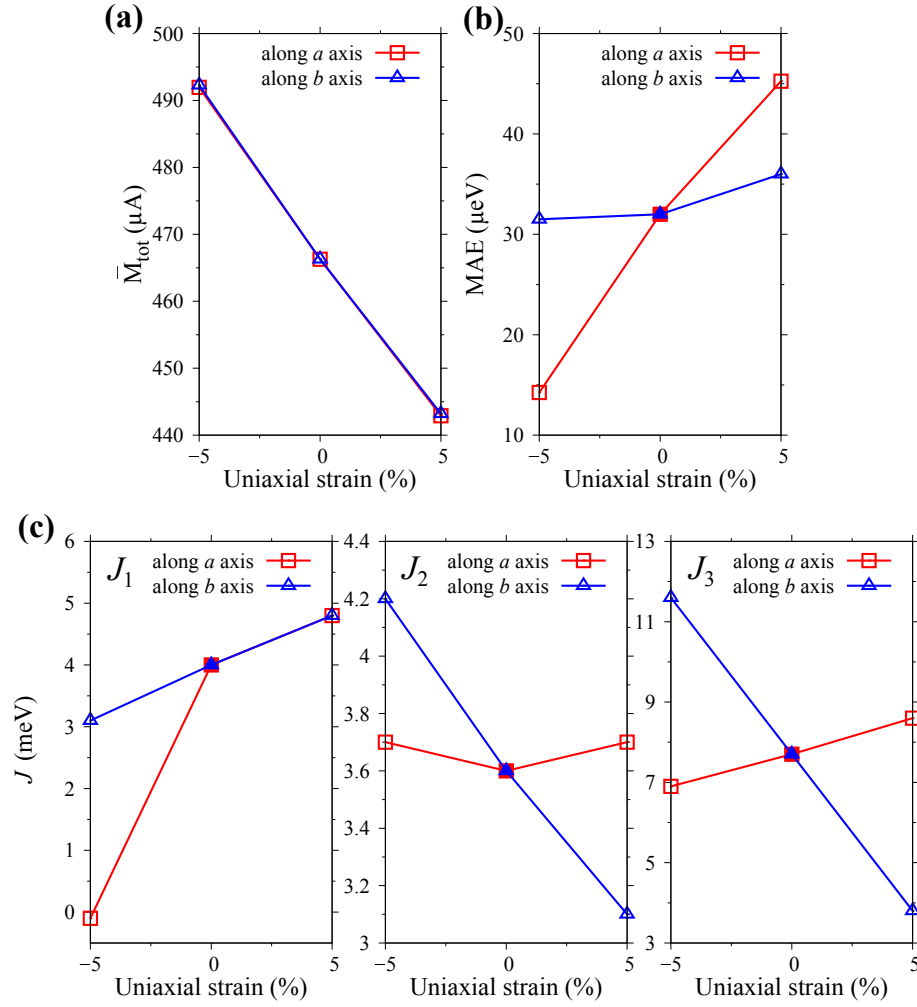 (a)
500
490
480
470
460
450
440
−5
0
5
M̅tot (µA)
Uniaxial strain (%)
along a axis
along b axis
(b)
50
40
30
20
10
−5
0
5
MAE (µeV)
Uniaxial strain (%)
along a axis
along b axis
(c)
J1
along a axis
along b axis
6
5
4
3
2
1
0
−5
0
5
J (meV)
Uniaxial strain (%)
J2
along a axis
along b axis
4.4
4.2
4
3.8
3.6
3.4
3.2
3
−5
0
5
Uniaxial strain (%)
J3
along a axis
along b axis
13
11
9
7
5
3
−5
0
5
Uniaxial strain (%)